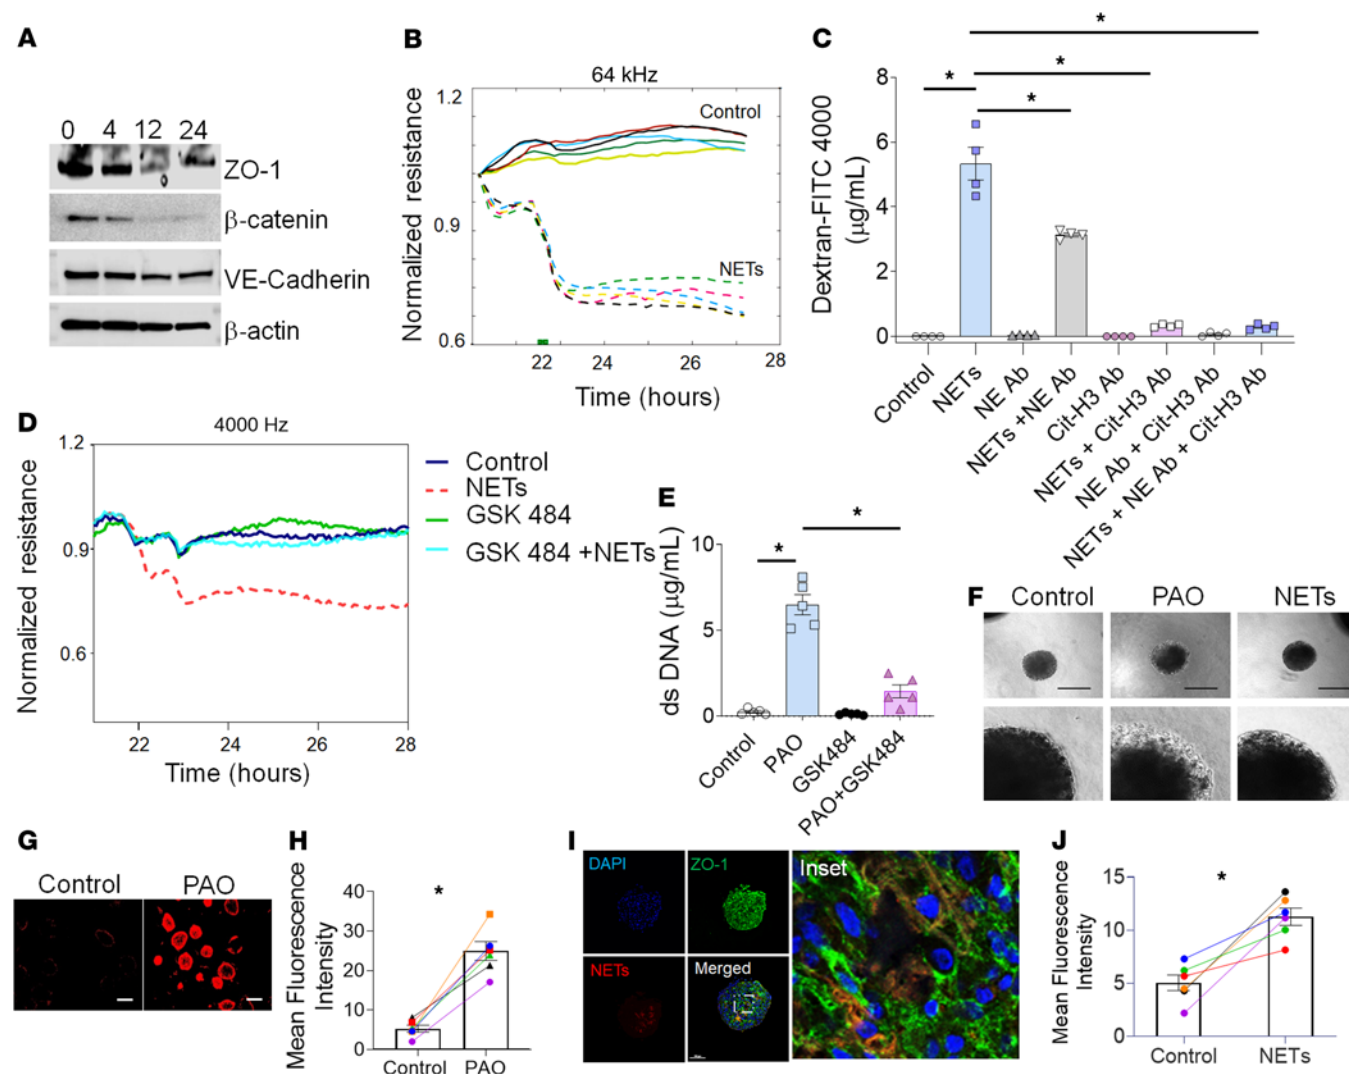 A
0 4 12 24
ZO-1
β-catenin
VE-Cadherin
β-actin
B
64 kHz
Normalized resistance
1.2
0.9
0.6
Control
NETs
22 24 26 28
Time (hours)
C
Dextran-FITC 4000
(µg/mL)
8
6
4
2
0
* * * *
Control
NETs
NE Ab
NETs +NE Ab
Cit-H3 Ab
NETs + Cit-H3 Ab
NE Ab + Cit-H3 Ab
NETs + NE Ab + Cit-H3 Ab
D
4000 Hz
Normalized resistance
1.2
0.9
0.6
22 24 26 28
Time (hours)
Control
NETs
GSK 484
GSK 484 +NETs
E
ds DNA (µg/mL)
10
5
0
* *
Control
PAO
GSK484
PAO+GSK484
F
Control PAO NETs
G
Control PAO
H
Mean Fluorescence
Intensity
40
30
20
10
0
*
Control PAO
I
DAPI
ZO-1
NETs
Merged
Inset
J
Mean Fluorescence
Intensity
15
10
5
0
*
Control NETs